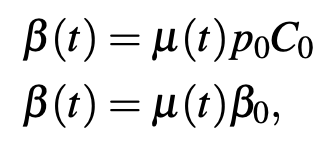 β(t) = μ(t)p₀C₀
β(t) = μ(t)β₀,